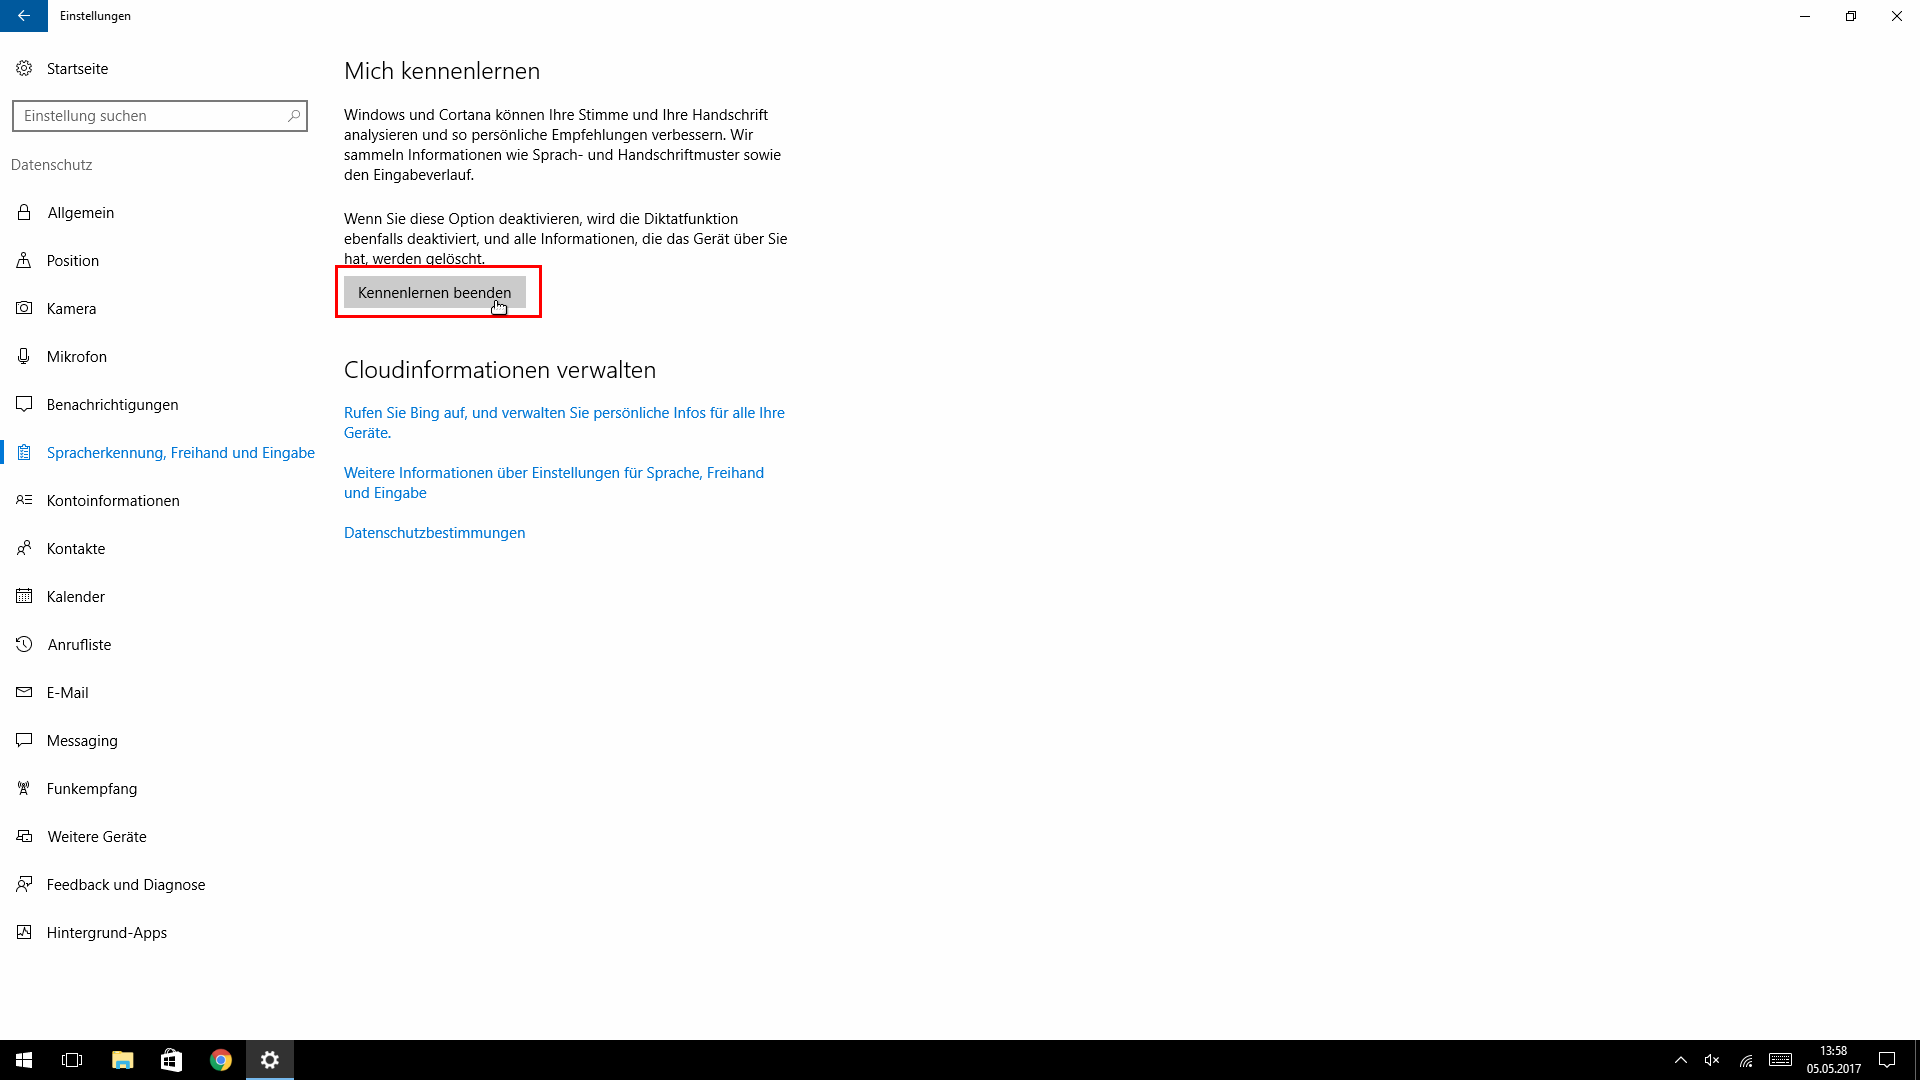 Einstellungen
Startseite
Einstellung suchen
Datenschutz
Allgemein
Position
Kamera
Mikrofon
Benachrichtigungen
Spracherkennung, Freihand und Eingabe
Kontoinformationen
Kontakte
Kalender
Anrufliste
E-Mail
Messaging
Funkempfang
Weitere Geräte
Feedback und Diagnose
Hintergrund-Apps
Mich kennenlernen
Windows und Cortana können Ihre Stimme und Ihre Handschrift
analysieren und so persönliche Empfehlungen verbessern. Wir
sammeln Informationen wie Sprach- und Handschriftmuster sowie
den Eingabeverlauf.
Wenn Sie diese Option deaktivieren, wird die Diktatfunktion
ebenfalls deaktiviert, und alle Informationen, die das Gerät über Sie
hat, werden gelöscht.
Kennenlernen beenden
Cloudinformationen verwalten
Rufen Sie Bing auf, und verwalten Sie persönliche Infos für alle Ihre
Geräte.
Weitere Informationen über Einstellungen für Sprache, Freihand
und Eingabe
Datenschutzbestimmungen
13:58
05.05.2017